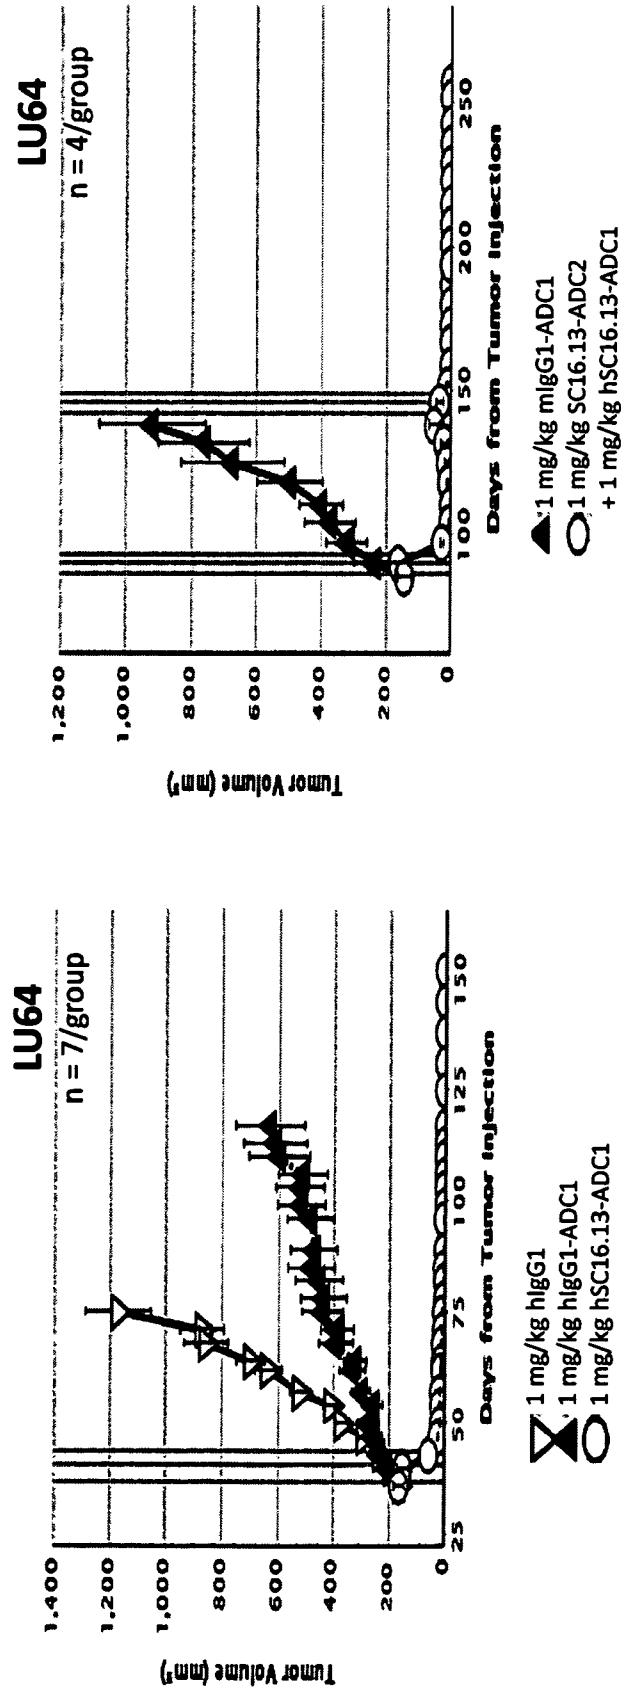 LU64
n = 7/group
1,400
1,200
1,000
800
600
400
200
0
Tumor Volume (mm³)
25
50
75
100
125
150
Days from Tumor Injection
1 mg/kg hIgG1
1 mg/kg hIgG1-ADC1
1 mg/kg hSC16.13-ADC1
LU64
n = 4/group
1,200
1,000
800
600
400
200
0
Tumor Volume (mm³)
100
150
200
250
Days from Tumor Injection
1 mg/kg mIgG1-ADC1
1 mg/kg SC16.13-ADC2
+ 1 mg/kg hSC16.13-ADC1